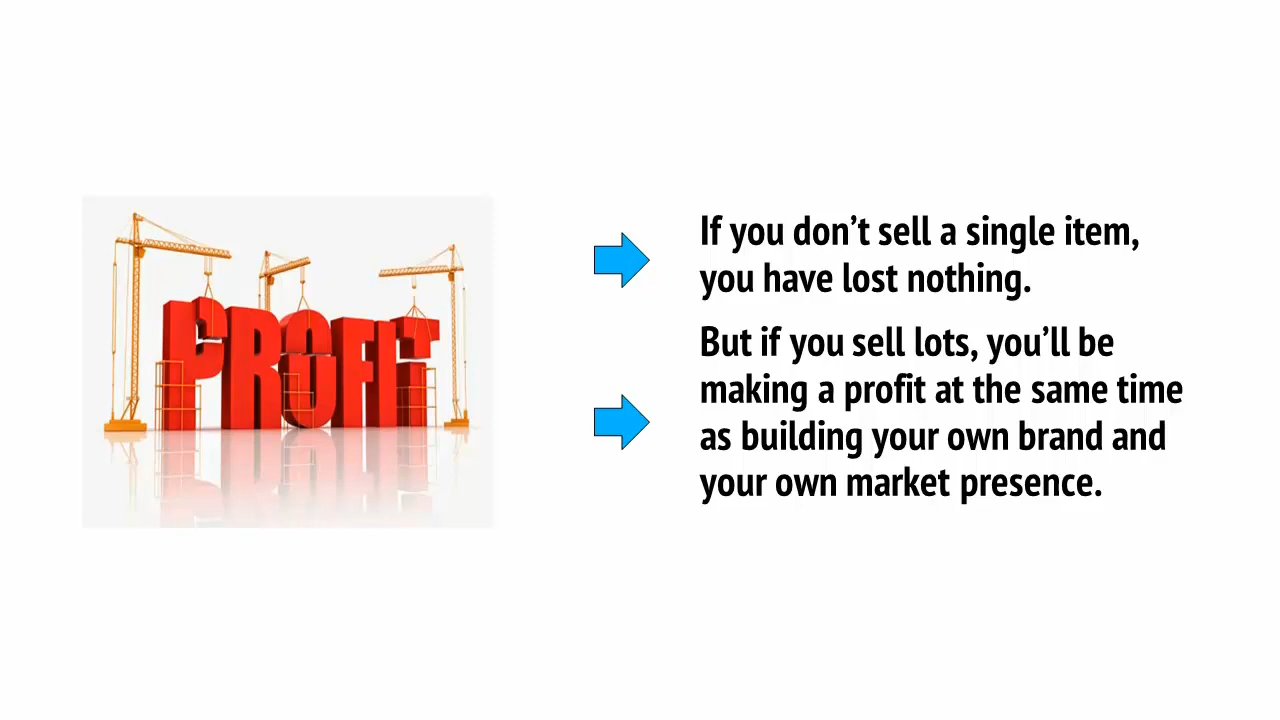 PROFIT
If you don’t sell a single item,
you have lost nothing.
But if you sell lots, you’ll be
making a profit at the same time
as building your own brand and
your own market presence.